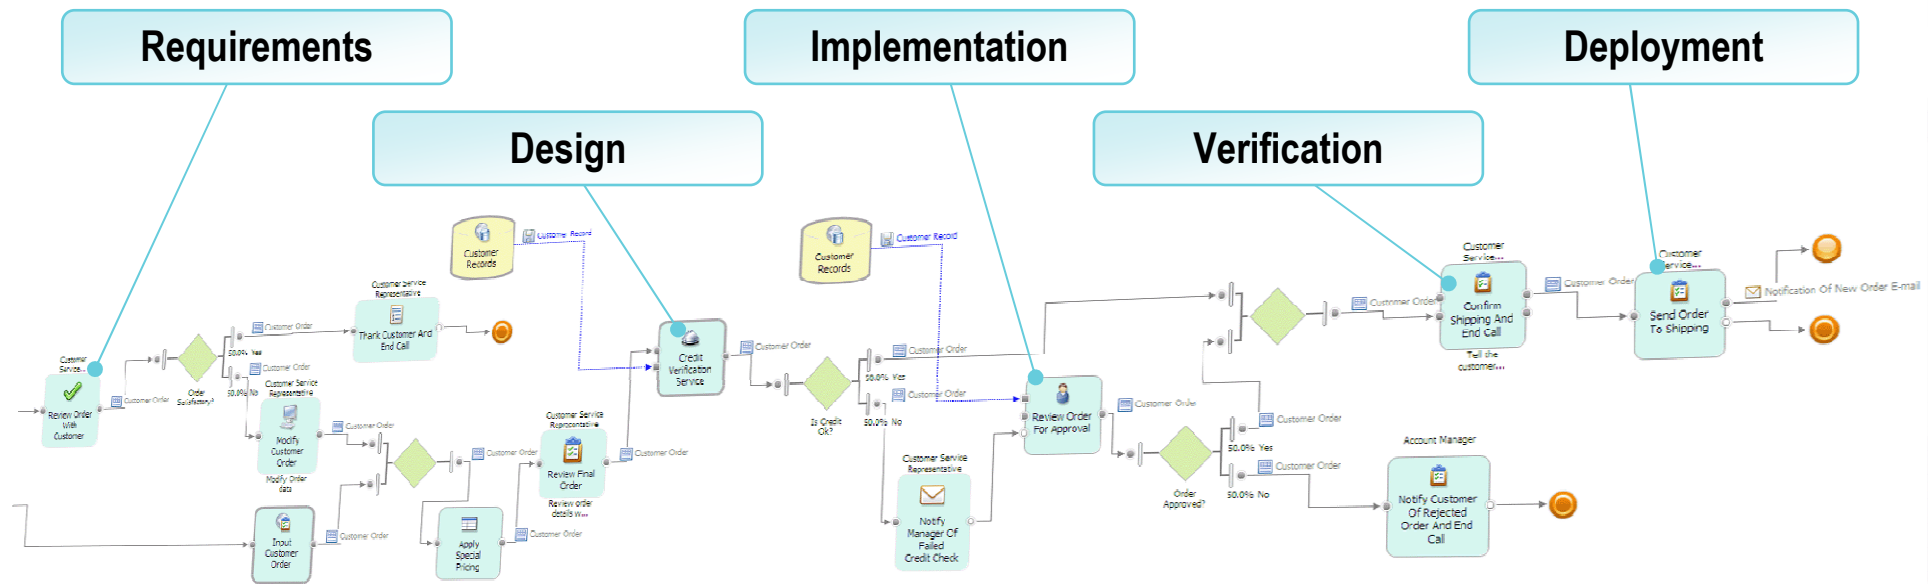 Requirements
Implementation
Deployment
Design
Verification
Customer
Records
Customer Record
Customer
Records
Customer Record
Customer
Service...
Customer
Service...
Customer Service
Representative
Thank Customer And
End Call
Customer Order
50.0% Yes
Customer Order
Order
Satisfactory?
50.0% No
Customer
Service...
Review Order
With
Customer
Customer Order
Customer Service
Representative
Modify
Customer
Order
Modify Order
data
Customer Order
Input
Customer
Order
Customer Order
Customer Order
Apply
Special
Pricing
Customer Order
Customer Service
Representative
Review Final
Order
Review order
details w...
Customer Order
Credit
Verification
Service
Customer Order
Is Credit
Ok?
50.0% Yes
Customer Order
50.0% No
Customer Order
Customer Service
Representative
Notify
Manager Of
Failed
Credit Check
Review Order
For Approval
Customer Order
Order
Approved?
50.0% Yes
Customer Order
50.0% No
Customer Order
Account Manager
Notify Customer
Of Rejected
Order And End
Call
Customer Order
Confirm
Shipping And
End Call
Tell the
customer...
Customer Order
Send Order
To Shipping
Notification Of New Order E-mail